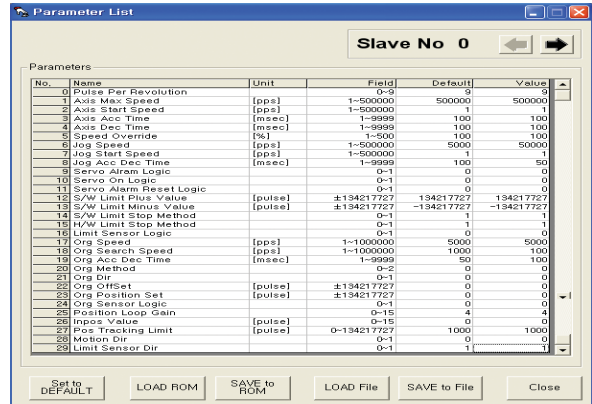 Parameter List
Slave No 0
Parameters
No. Name Unit Field Default Value
0 Pulse Per Revolution 0~9 9 9
1 Axis Max Speed [pps] 1~500000 500000 500000
2 Axis Start Speed [pps] 1~500000 1 1
3 Axis Acc Time [msec] 1~9999 100 100
4 Axis Dec Time [msec] 1~9999 100 100
5 Speed Override [%] 1~500 100 100
6 Jog Speed [pps] 1~500000 5000 5000
7 Jog Start Speed [pps] 1~500000 1 1
8 Jog Acc Dec Time [msec] 1~9999 100 50
9 Servo Alram Logic 0~1 0 0
10 Servo On Logic 0~1 0 0
11 Servo Alarm Reset Logic 0~1 0 0
12 S/W Limit Plus Value [pulse] ±134217727 134217727 134217727
13 S/W Limit Minus Value [pulse] ±134217727 -134217727 -134217727
14 S/W Limit Stop Method 0~1 1 1
15 H/W Limit Stop Method 0~1 1 1
16 Limit Sensor Logic 0~1 0 0
17 Org Speed [pps] 1~1000000 5000 5000
18 Org Search Speed [pps] 1~1000000 1000 100
19 Org Acc Dec Time [msec] 1~9999 50 100
20 Org Method 0~2 0 0
21 Org Dir 0~1 0 0
22 Org OffSet [pulse] ±134217727 0 0
23 Org Position Set [pulse] ±134217727 0 0
24 Org Sensor Logic 0~1 0 0
25 Position Loop Gain 0~15 4 4
26 Inpos Value [pulse] 0~15 0 0
27 Pos Tracking Limit [pulse] 0~134217727 1000 1000
28 Motion Dir 0~1 0 0
29 Limit Sensor Dir 0~1 1 1
Set to DEFAULT LOAD ROM SAVE to ROM LOAD File SAVE to File Close